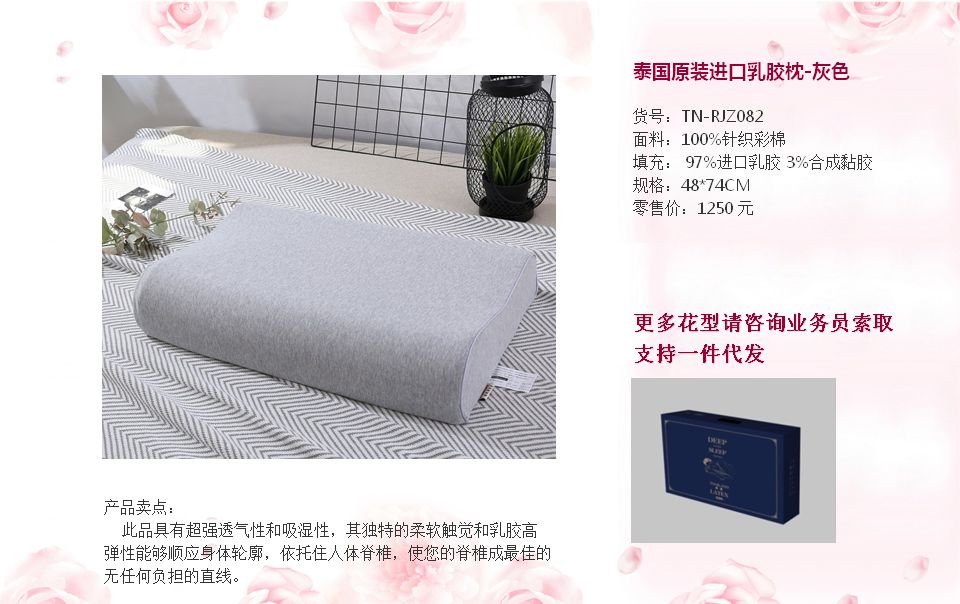 泰国原装进口乳胶枕-灰色
货号：TN-RJZ082
面料：100%针织彩棉
填充： 97%进口乳胶 3%合成黏胶
规格：48*74CM
零售价：1250 元
更多花型请咨询业务员索取
支持一件代发
DEEP
SLEEP
LATEX
产品卖点：
此品具有超强透气性和吸湿性，其独特的柔软触觉和乳胶高
弹性能够顺应身体轮廓，依托住人体脊椎，使您的脊椎成最佳的
无任何负担的直线。